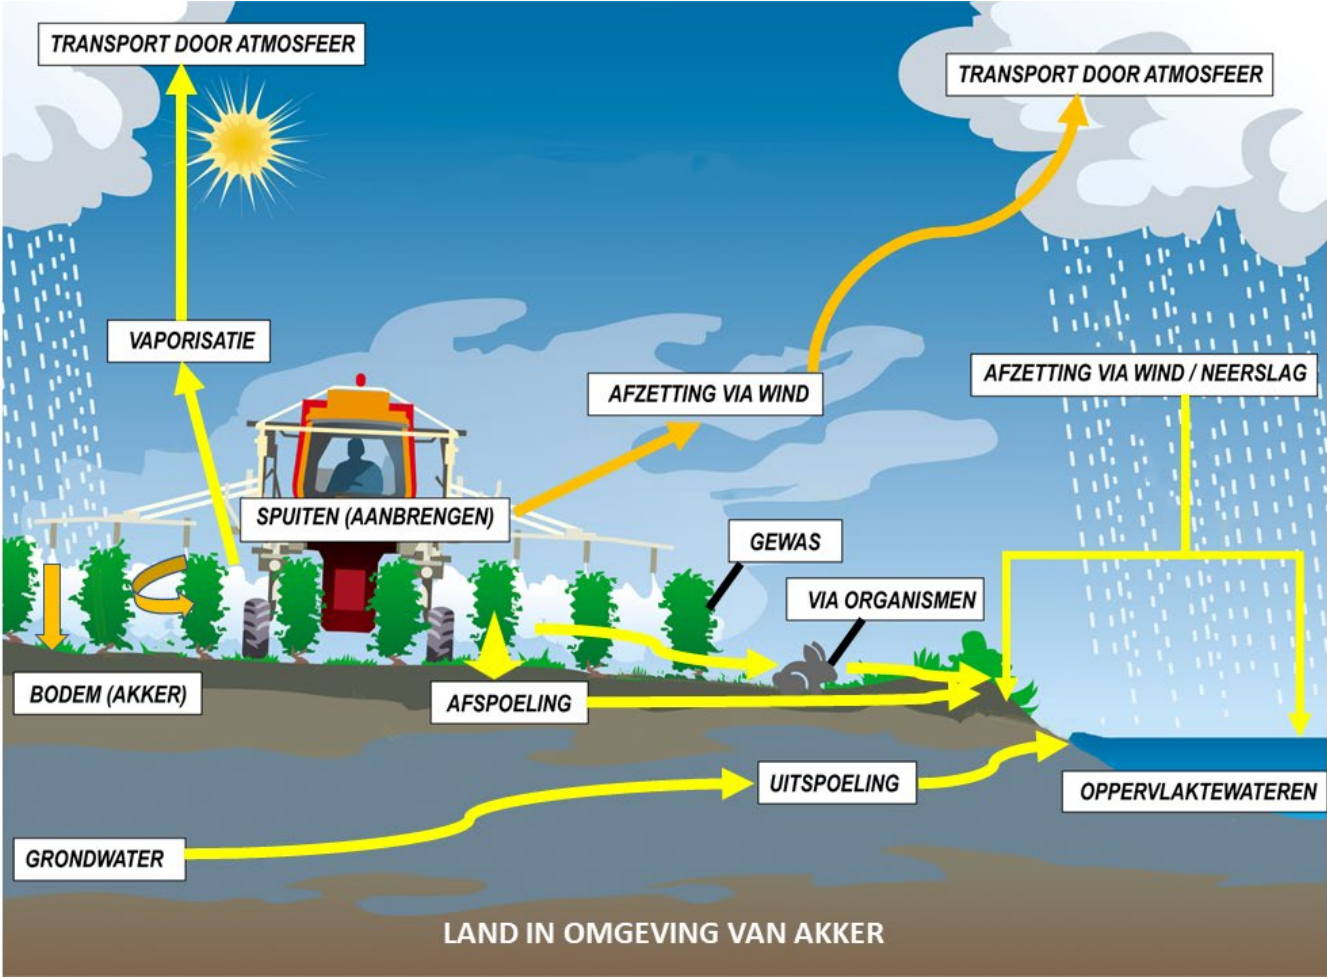 TRANSPORT DOOR ATMOSFEER
TRANSPORT DOOR ATMOSFEER
VAPORISATIE
AFZETTING VIA WIND / NEERSLAG
AFZETTING VIA WIND
SPUITEN (AANBRENGEN)
GEWAS
VIA ORGANISMEN
BODEM (AKKER)
AFSPOELING
UITSPOELING
OPPERVLAKTEWATEREN
GRONDWATER
LAND IN OMGEVING VAN AKKER